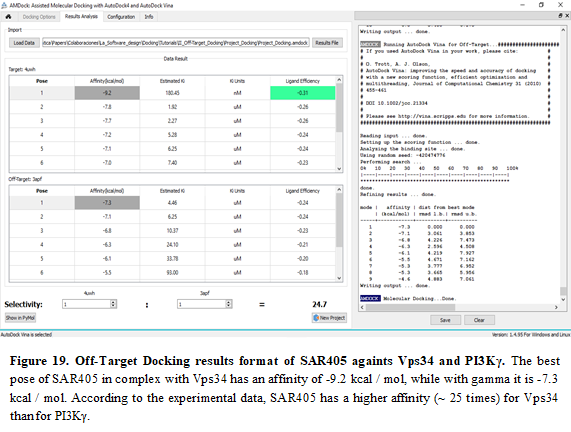 AMDock: Assisted Molecular Docking with AutoDock4 and AutoDock Vina
Docking Options Results Analysis Configuration Info
Import
Load Data
Results File
Data Result
Target: 4uwh
Pose Affinity(kcal/mol) Estimated Ki Ki Units Ligand Efficiency
1 -9.2 180.45 nM -0.31
2 -7.8 1.92 uM -0.26
3 -7.7 2.27 uM -0.26
4 -7.2 5.28 uM -0.24
5 -7.1 6.25 uM -0.24
6 -7.0 7.40 uM -0.23
Off-Target: 3apf
Pose Affinity(kcal/mol) Estimated Ki Ki Units Ligand Efficiency
1 -7.3 4.46 uM -0.24
2 -7.1 6.25 uM -0.24
3 -6.8 10.37 uM -0.23
4 -6.3 24.10 uM -0.21
5 -6.1 33.78 uM -0.20
6 -5.5 93.00 uM -0.18
4uwh 3apf
Selectivity: 1 : 1 = 24.7
Show in PyMol
New Project
AutoDock Vina is selected
Writing output ... done.
AMDOCK Running AutoDock Vina for Off-Target...
# If you used AutoDock Vina in your work, please cite: #
# #
# O. Trott, A. J. Olson, #
# AutoDock Vina: improving the speed and accuracy of docking #
# with a new scoring function, efficient optimization and #
# multithreading, Journal of Computational Chemistry 31 (2010) #
# 455-461 #
# #
# DOI 10.1002/jcc.21334 #
# #
# Please see http://vina.scripps.edu for more information. #
Reading input ... done.
Setting up the scoring function ... done.
Analyzing the binding site ... done.
Using random seed: -620474776
Performing search ...
0% 10 20 30 40 50 60 70 80 90 100%
|----|----|----|----|----|----|----|----|----|----|
***************************************************
done.
Refining results ... done.
mode | affinity | dist from best mode
| (kcal/mol) | rmsd l.b.| rmsd u.b.
1 -7.3 0.000 0.000
2 -7.1 3.061 3.853
3 -6.8 4.226 7.473
4 -6.3 2.596 4.508
5 -6.1 4.219 7.927
6 -5.5 4.671 7.162
7 -5.3 3.777 6.952
8 -5.3 3.665 5.956
9 -4.6 4.883 7.061
Writing output ... done.
AMDOCK Molecular Docking...Done.
Save Clear
Version: 1.4.95 For Windows and Linux
Figure 19. Off-Target Docking results format of SAR405 againts Vps34 and PI3Kγ. The best
pose of SAR405 in complex with Vps34 has an affinity of -9.2 kcal / mol, while with gamma it is -7.3
kcal / mol. According to the experimental data, SAR405 has a higher affinity (~ 25 times) for Vps34
than for PI3Kγ.